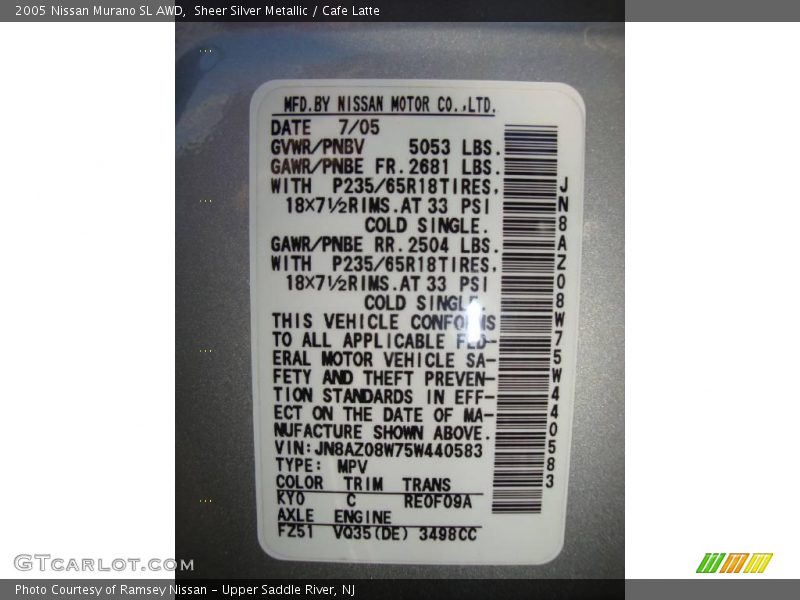 2005 Nissan Murano SL AWD,  Sheer Silver Metallic / Cafe Latte
MFD.BY NISSAN MOTOR CO.,LTD.
DATE 7/05
GVWR/PNBV 5053 LBS.
GAWR/PNBE FR. 2681 LBS.
WITH P235/65R18TIRES,
18×7½RIMS.AT 33 PSI
COLD SINGLE.
GAWR/PNBE RR. 2504 LBS.
WITH P235/65R18TIRES,
18×7½RIMS.AT 33 PSI
COLD SINGLE.
THIS VEHICLE CONFORMS
TO ALL APPLICABLE FED-
ERAL MOTOR VEHICLE SA-
FETY AND THEFT PREVEN-
TION STANDARDS IN EFF-
ECT ON THE DATE OF MA-
NUFACTURE SHOWN ABOVE.
VIN:JN8AZ08W75W440583
TYPE: MPV
COLOR TRIM TRANS
KY0 C RE0F09A
AXLE ENGINE
FZ51 VQ35(DE) 3498CC
JN8AZ08W75W440583
GTcarlot.com
Photo Courtesy of Ramsey Nissan - Upper Saddle River, NJ